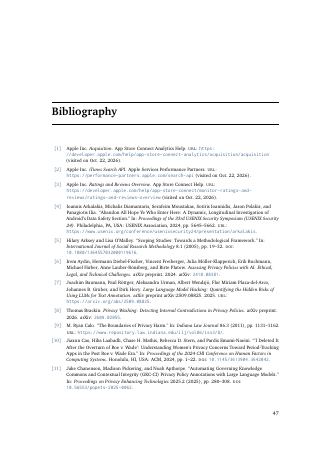 Bibliography
[1] Apple Inc. Acquisition. App Store Connect Analytics Help. URL: https:
//developer.apple.com/help/app-store-connect-analytics/acquisition/acquisition
(visited on Oct. 22, 2026).
[2] Apple Inc. iTunes Search API. Apple Services Performance Partners. URL:
https://performance-partners.apple.com/search-api (visited on Oct. 22, 2026).
[3] Apple Inc. Ratings and Reviews Overview. App Store Connect Help. URL:
https://developer.apple.com/help/app-store-connect/monitor-ratings-and-
reviews/ratings-and-reviews-overview (visited on Oct. 22, 2026).
[4] Ioannis Arkalakis, Michalis Diamantaris, Serafeim Moustakas, Sotiris Ioannidis, Jason Polakis, and
Panagiotis Ilia. "Abandon All Hope Ye Who Enter Here: A Dynamic, Longitudinal Investigation of
Android's Data Safety Section." In: Proceedings of the 33rd USENIX Security Symposium (USENIX Security
24). Philadelphia, PA, USA: USENIX Association, 2024, pp. 5645–5662. URL:
https://www.usenix.org/conference/usenixsecurity24/presentation/arkalakis.
[5] Hilary Arksey and Lisa O'Malley. "Scoping Studies: Towards a Methodological Framework." In:
International Journal of Social Research Methodology 8.1 (2005), pp. 19–32. DOI:
10.1080/1364557032000119616.
[6] Sven Aydin, Hermann Diebel-Fischer, Vincent Freiberger, Julia Möller-Klapperich, Erik Buchmann,
Michael Färber, Anne Lauber-Rönsberg, and Bute Platow. Assessing Privacy Policies with AI: Ethical,
Legal, and Technical Challenges. arXiv preprint. 2024. arXiv:
[7] Joachim Baumann, Paul Röttger, Aleksandra Urman, Albert Wendsjö, Flor Miriam Plaza-del-Arco,
Johannes B. Gruber, and Dirk Hovy. Large Language Model Hacking: Quantifying the Hidden Risks of
Using LLMs for Text Annotation. arXiv preprint arXiv:2509.08825. 2025. URL:
https://arxiv.org/abs/2509.08825.
[8] Thomas Brackin. Privacy Washing: Detecting Internal Contradictions in Privacy Policies. arXiv preprint.
2026. arXiv:
[9] M. Ryan Calo. "The Boundaries of Privacy Harm." In: Indiana Law Journal 86.3 (2011), pp. 1131–1162.
URL: https://www.repository.law.indiana.edu/ilj/vol86/iss3/8/.
[10] Jiaxun Cao, Hiba Laabadli, Chase H. Mathis, Rebecca D. Stern, and Pardis Emami-Naeini. "'I Deleted It
After the Overturn of Roe v. Wade': Understanding Women's Privacy Concerns Toward Period-Tracking
Apps in the Post Roe v. Wade Era." In: Proceedings of the 2024 CHI Conference on Human Factors in
Computing Systems. Honolulu, HI, USA: ACM, 2024, pp. 1–22. DOI: 10.1145/3613904.3642042.
[11] Jake Chanenson, Madison Pickering, and Noah Apthorpe. "Automating Governing Knowledge
Commons and Contextual Integrity (GKC-CI) Privacy Policy Annotations with Large Language Models."
In: Proceedings on Privacy Enhancing Technologies 2025.2 (2025), pp. 280–308. DOI:
10.56553/popets-2025-0062.
47